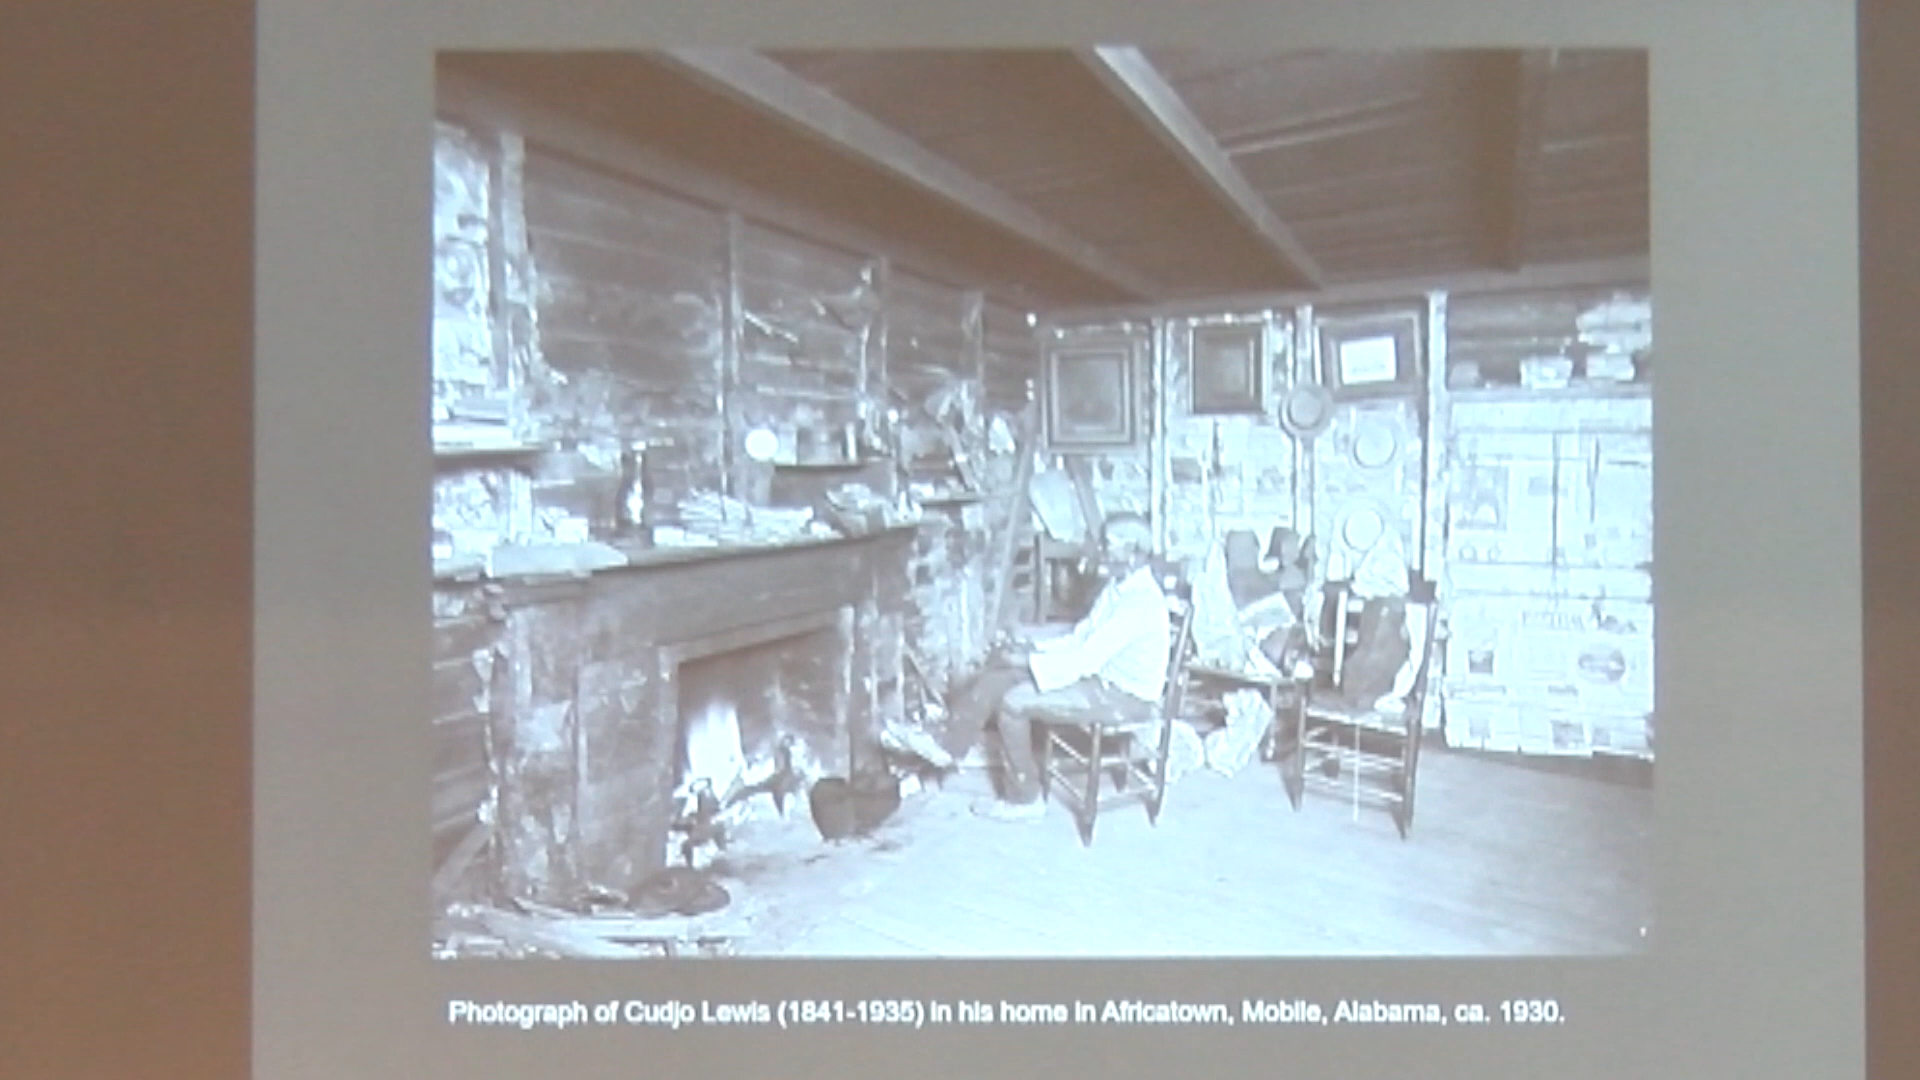 Photograph of Cudjo Lewis (1841-1935) in his home in Africatown, Mobile, Alabama, ca. 1930.